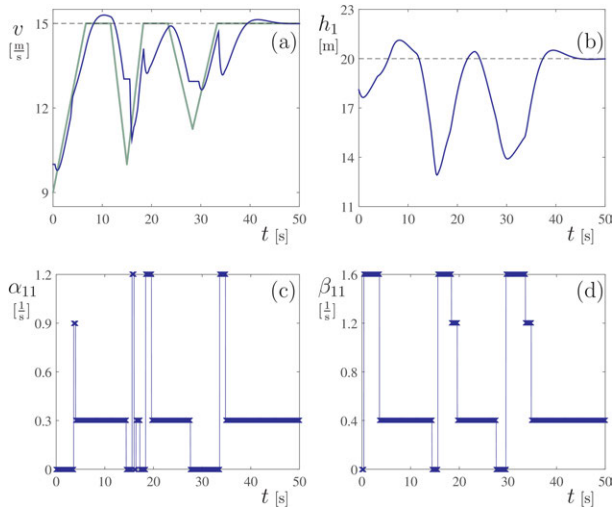 v
[m/s]
(a)
15
12
9
0 10 20 30 40 50
t [s]
h₁
[m]
(b)
23
20
17
14
11
0 10 20 30 40 50
t [s]
α₁₁
[1/s]
(c)
1.2
0.9
0.6
0.3
0
0 10 20 30 40 50
t [s]
β₁₁
[1/s]
(d)
1.6
1.2
0.8
0.4
0
0 10 20 30 40 50
t [s]